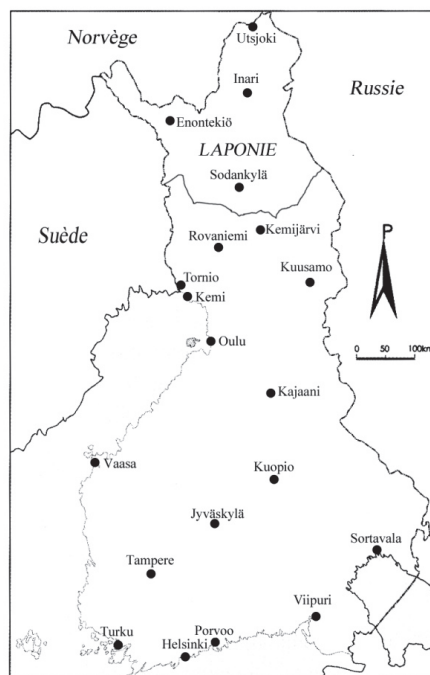 Norvège
Utsjoki
Inari
Russie
Enontekiö
LAPONIE
Sodankylä
Suède
Kemijärvi
Rovaniemi
P
Tornio
Kuusamo
Kemi
Oulu
0 50 100km
Kajaani
Vaasa
Kuopio
Jyväskylä
Sortavala
Tampere
Viipuri
Turku
Porvoo
Helsinki